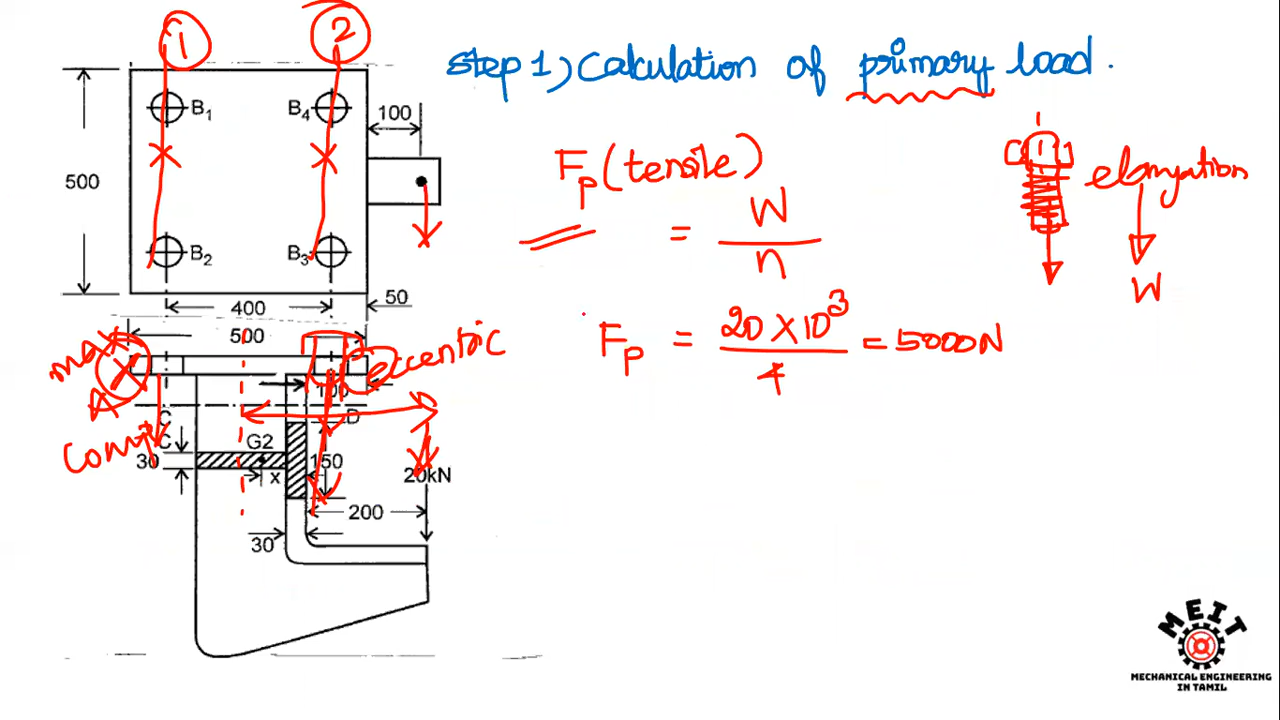 1
2
step 1) Calculation of primary load.
B₁
B₄
100
500
Fp (tensile)
= W
n
elongation
W
B₂
B₃
400
50
500
Fp = 20 × 10³ = 5000N
4
max
eccentric
100
D
C
C
G2
30
150
x
20kN
200
30
MEIT
MECHANICAL ENGINEERING
IN TAMIL